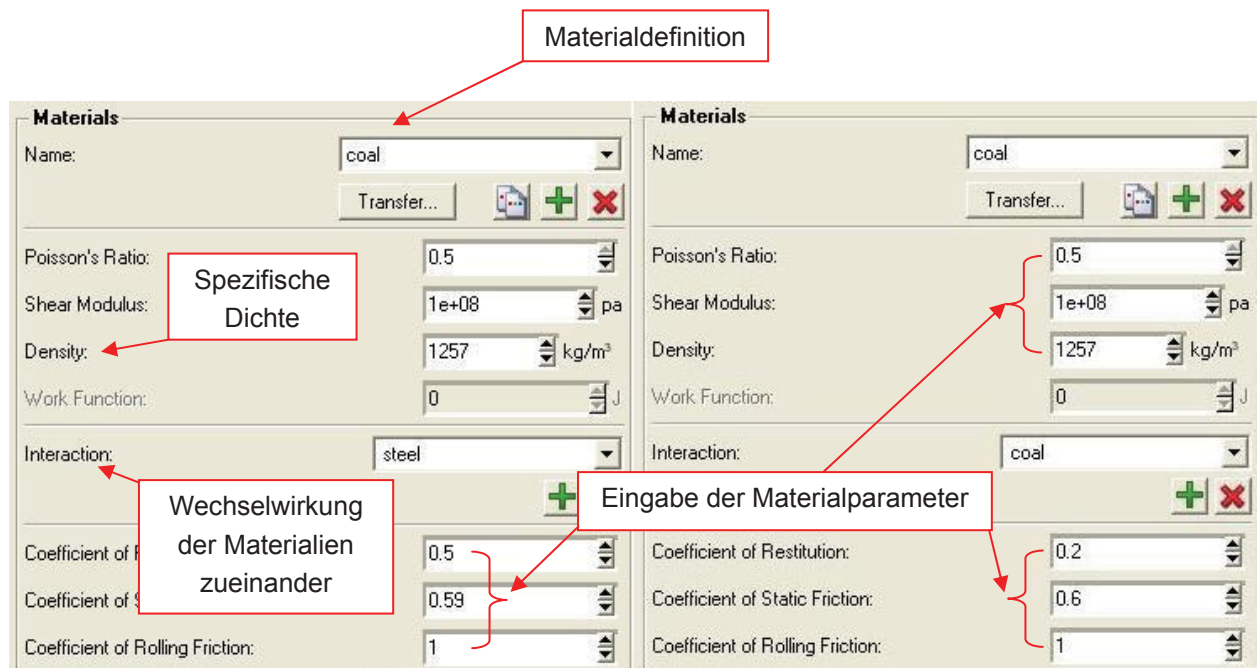 Materialdefinition
Materials
Name:
coal
Transfer...
Poisson's Ratio:
0.5
Spezifische
Dichte
Shear Modulus:
1e+08
pa
Density:
1257
kg/m³
Work Function:
0
J
Interaction:
steel
Wechselwirkung
der Materialien
zueinander
Coefficient of
0.5
Coefficient of
0.59
Coefficient of Rolling Friction:
1
Materials
Name:
coal
Transfer...
Poisson's Ratio:
0.5
Shear Modulus:
1e+08
pa
Density:
1257
kg/m³
Work Function:
0
J
Interaction:
coal
Eingabe der Materialparameter
Coefficient of Restitution:
0.2
Coefficient of Static Friction:
0.6
Coefficient of Rolling Friction:
1